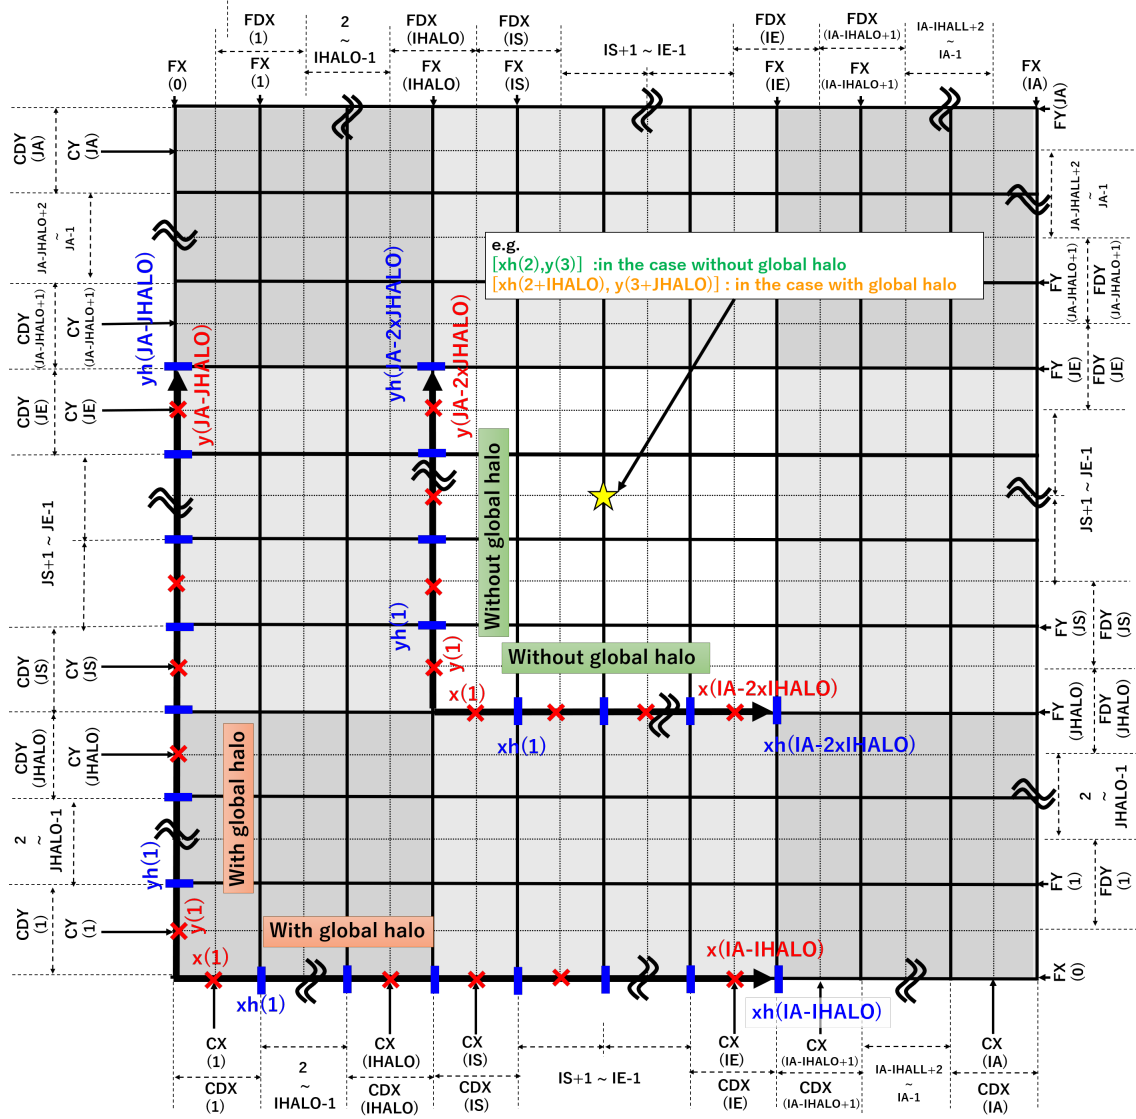 FDX
(1)
2
~
IHALO-1
FDX
(IHALO)
FDX
(IS)
IS+1 ~ IE-1
FDX
(IE)
FDX
(IA-IHALO+1)
IA-IHALL+2
~
IA-1
FX
(0)
FX
(1)
FX
(IHALO)
FX
(IS)
FX
(IE)
FX
(IA-IHALO+1)
FX
(IA)
CDY
(JA)
CY
(JA)
JA-JHALO+2
~
JA-1
CDY
(JA-JHALO+1)
CY
(JA-JHALO+1)
CDY
(JE)
CY
(JE)
JS+1 ~ JE-1
CDY
(JS)
CY
(JS)
CDY
(JHALO)
CY
(JHALO)
2
~
JHALO-1
CDY
(1)
CY
(1)
yh(JA-JHALO)
y(JA-JHALO)
yh(JA-2xJHALO)
y(JA-2xJHALO)
e.g.
[xh(2),y(3)] :in the case without global halo
[xh(2+IHALO), y(3+JHALO)] : in the case with global halo
Without global halo
yh(1)
y(1)
Without global halo
x(1)
x(IA-2xIHALO)
xh(1)
xh(IA-2xIHALO)
With global halo
yh(1)
y(1)
With global halo
x(1)
x(IA-IHALO)
xh(1)
xh(IA-IHALO)
FY(JA)
JA-JHALL+2
~
JA-1
FY
(JA-JHALO+1)
FDY
(JA-JHALO+1)
FY
(JE)
FDY
(JE)
JS+1 ~ JE-1
FY
(JS)
FDY
(JS)
FY
(JHALO)
FDY
(JHALO)
2
~
JHALO-1
FY
(1)
FDY
(1)
FX
(0)
CX
(1)
CX
(IHALO)
CX
(IS)
CX
(IE)
CX
(IA-IHALO+1)
CX
(IA)
CDX
(1)
2
~
IHALO-1
CDX
(IHALO)
CDX
(IS)
IS+1 ~ IE-1
CDX
(IE)
CDX
(IA-IHALO+1)
IA-IHALL+2
~
IA-1
CDX
(IA)